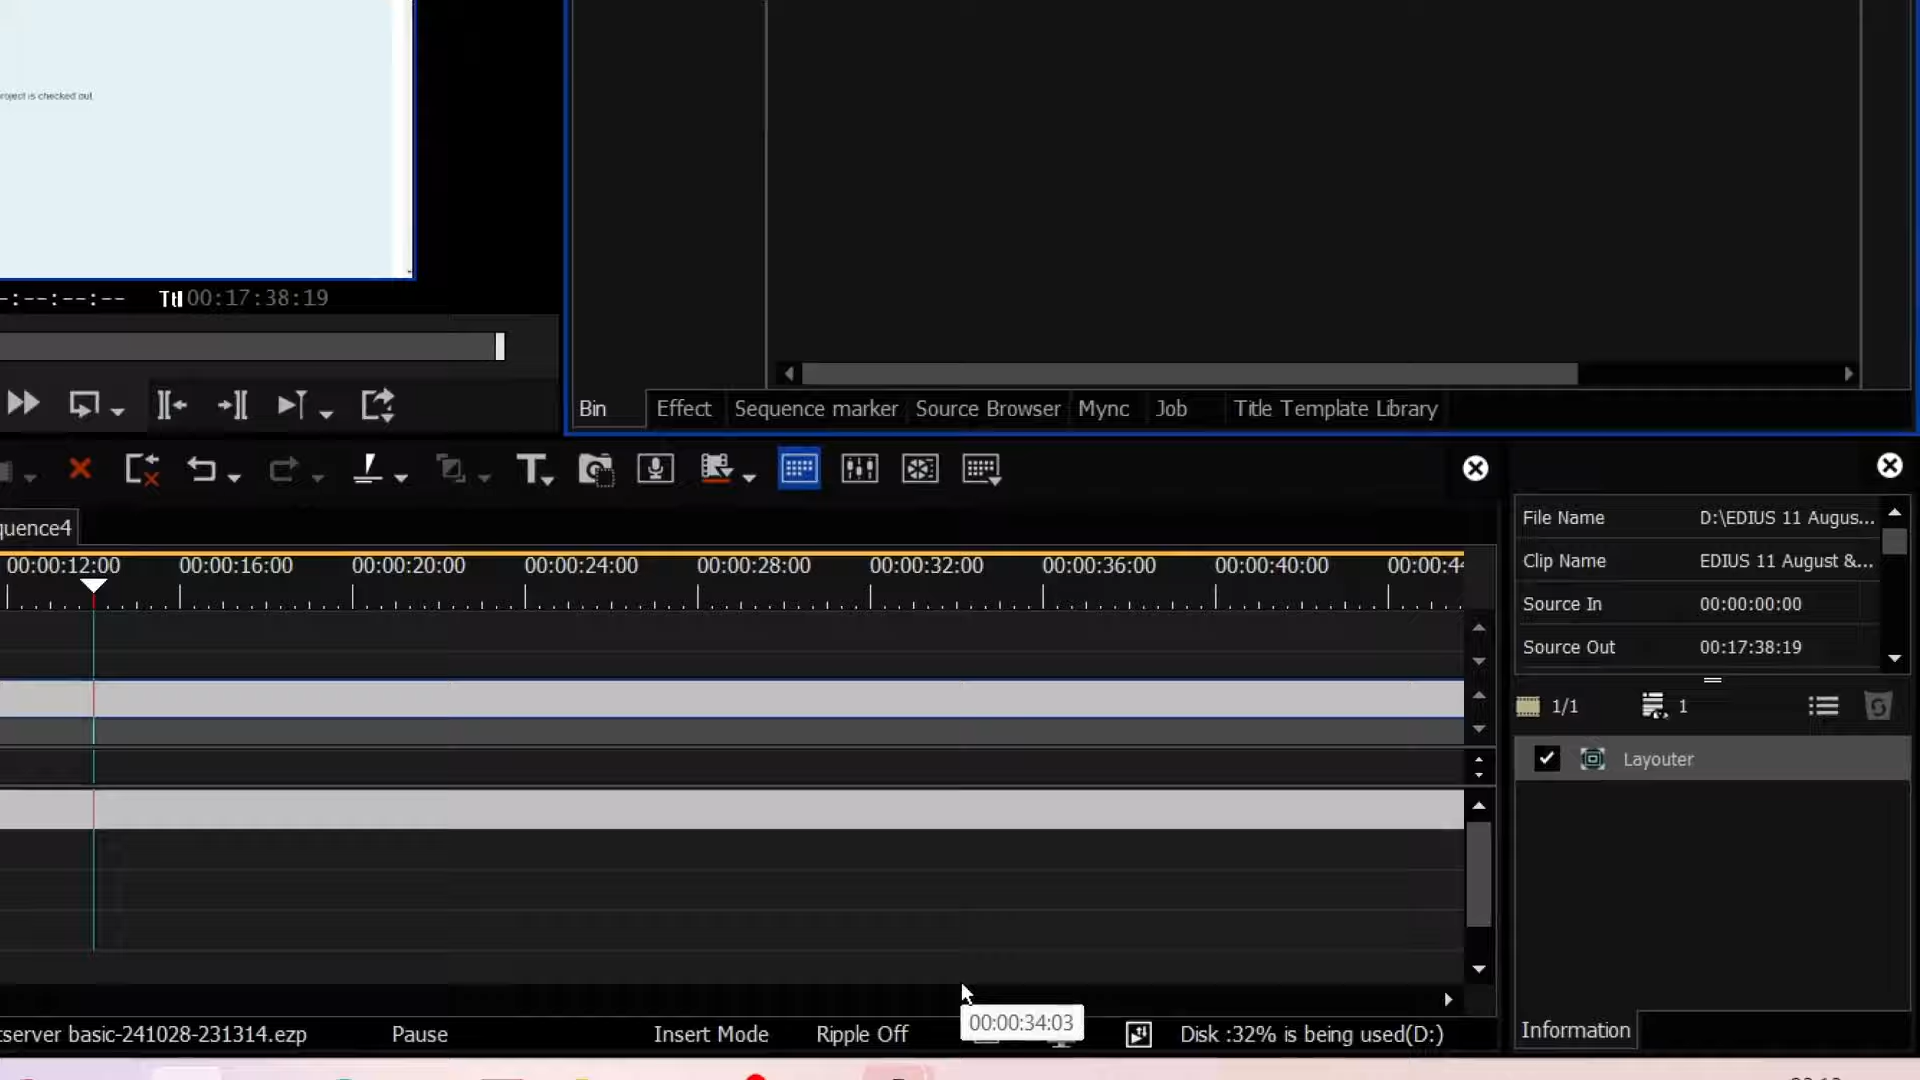 roject is checked out.
-:--:--:-- Ttl 00:17:38:19
Bin Effect Sequence marker Source Browser Mync Job Title Template Library
quence4
00:00:12:00 00:00:16:00 00:00:20:00 00:00:24:00 00:00:28:00 00:00:32:00 00:00:36:00 00:00:40:00 00:00:44
File Name D:\EDIUS 11 Augus...
Clip Name EDIUS 11 August &...
Source In 00:00:00:00
Source Out 00:17:38:19
1/1 1
Layouter
00:00:34:03
tserver basic-241028-231314.ezp Pause Insert Mode Ripple Off Disk :32% is being used(D:)
Information